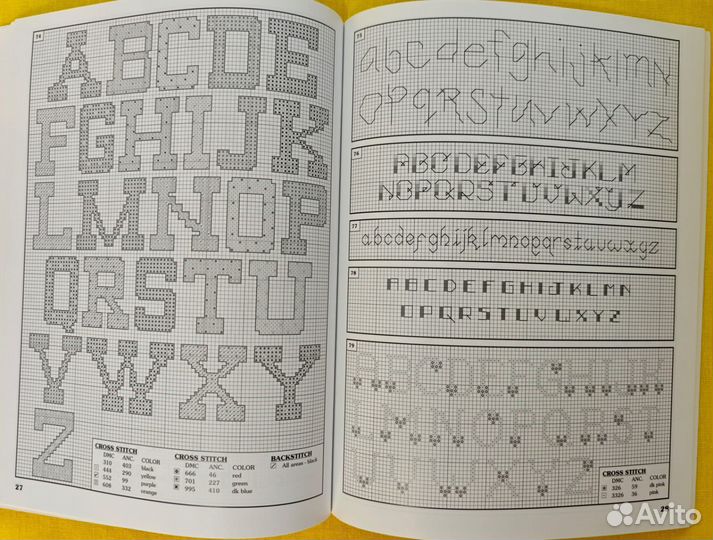 74
ABCDE
FGHIJK
LMNOP
QRSTU
VWXY
Z
CROSS STITCH
DMC ANC. COLOR
310 403 black
444 290 yellow
552 99 purple
608 332 orange
CROSS STITCH
DMC ANC. COLOR
666 46 red
701 227 green
995 410 dk blue
BACKSTITCH
All areas - black
27
75
abcdefghijklmn
opqrstuvwxyz
76
ABCDEFGHIJKLM
NOPQRSTUVWXYZ
77
abcdefghijklmnopqrstuvwxyz
78
ABCDEFGHIJKLMN
OPQRSTUVWXYZ
79
ABCDEFGHIJK
LMNOPQRST
UVWXYZ
CROSS STITCH
DMC ANC. COLOR
326 59 dk pink
3326 36 pink
Avito